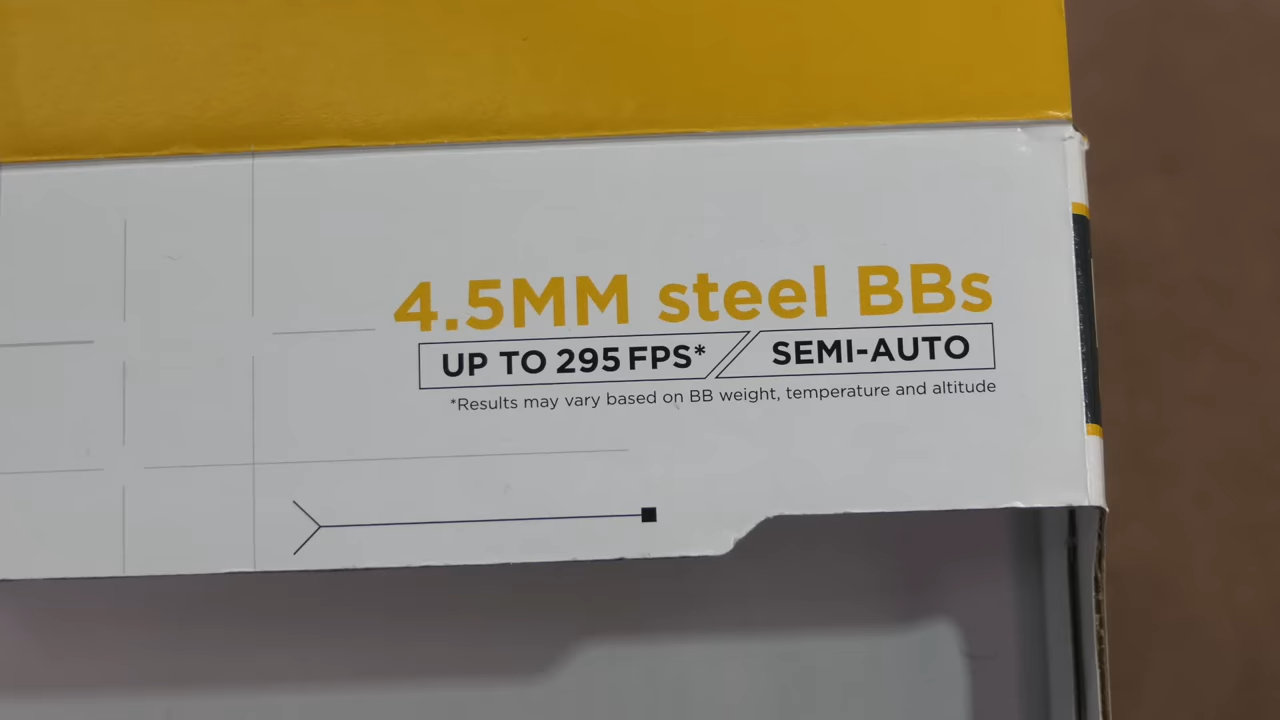 4.5MM steel BBs
UP TO 295 FPS* SEMI-AUTO
*Results may vary based on BB weight, temperature and altitude